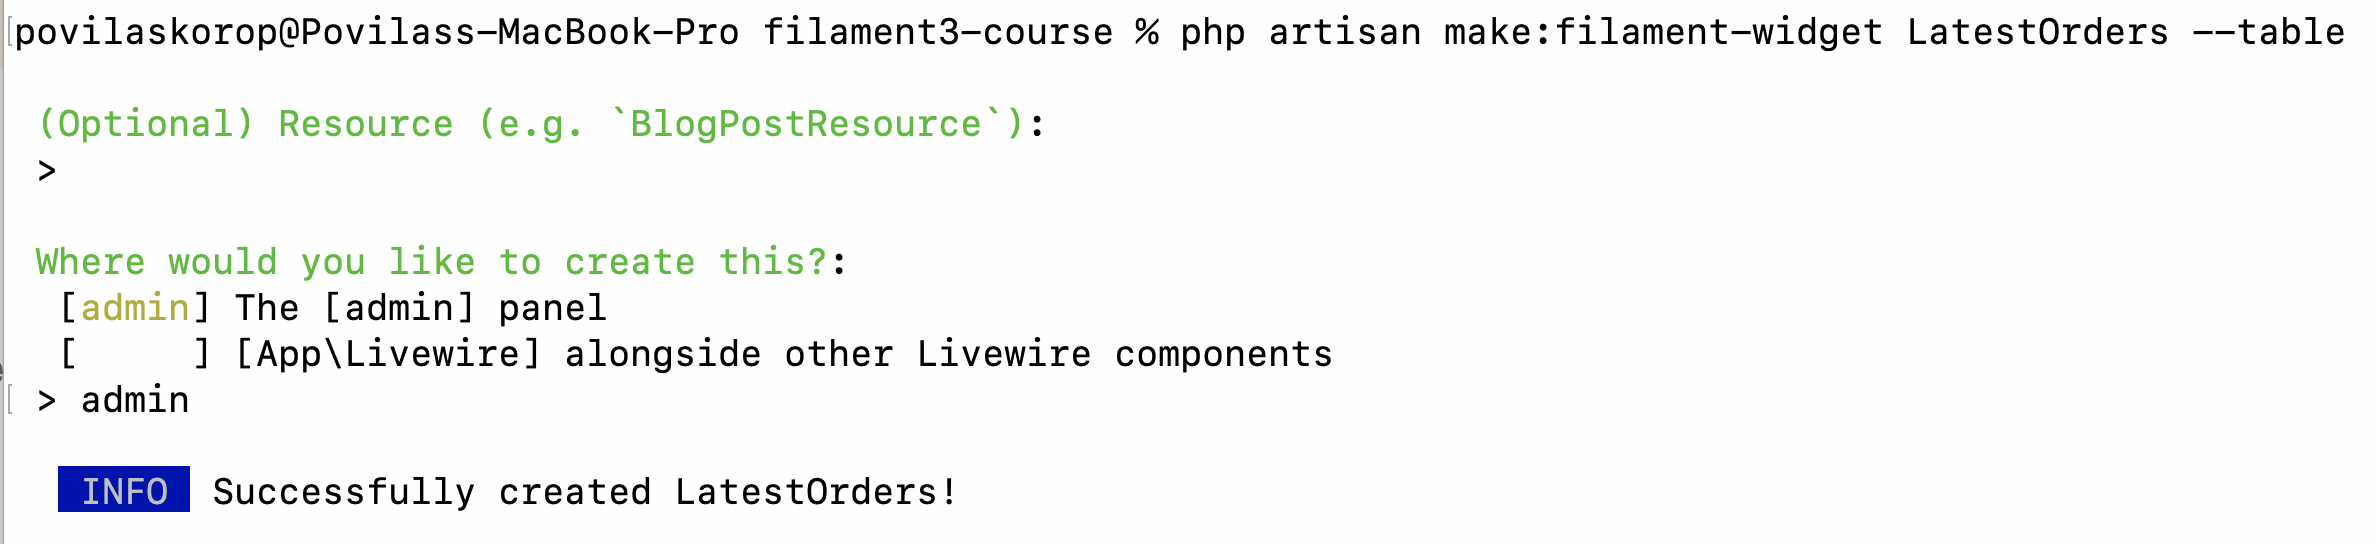 povilaskorop@Povilass-MacBook-Pro filament3-course % php artisan make:filament-widget LatestOrders --table
(Optional) Resource (e.g. `BlogPostResource`):
>
Where would you like to create this?:
[admin] The [admin] panel
[     ] [App\Livewire] alongside other Livewire components
> admin
INFO Successfully created LatestOrders!